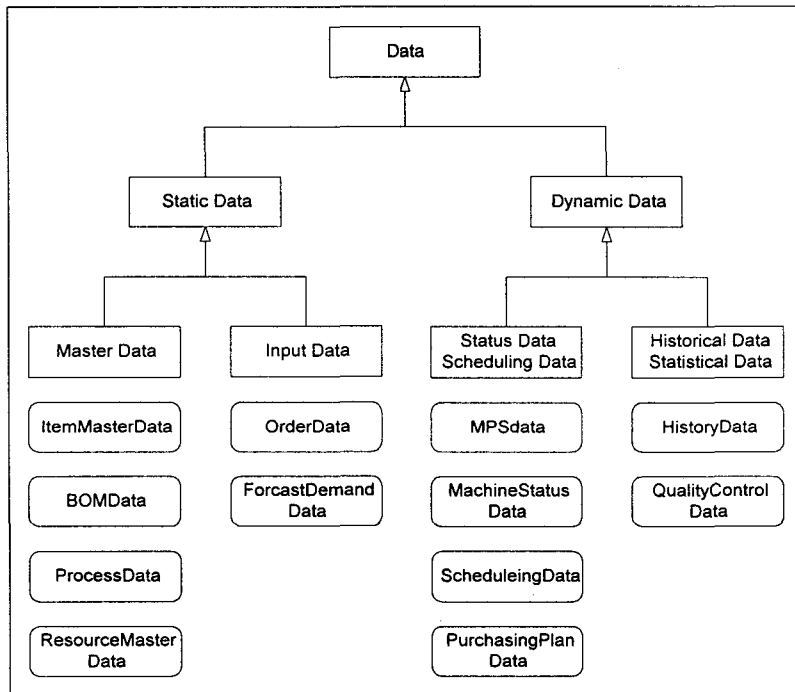 Data
Static Data
Dynamic Data
Master Data
Input Data
Status Data
Scheduling Data
Historical Data
Statistical Data
ItemMasterData
OrderData
MPSdata
HistoryData
BOMData
ForcastDemand
Data
MachineStatus
Data
QualityControl
Data
ProcessData
ScheduleingData
ResourceMaster
Data
PurchasingPlan
Data